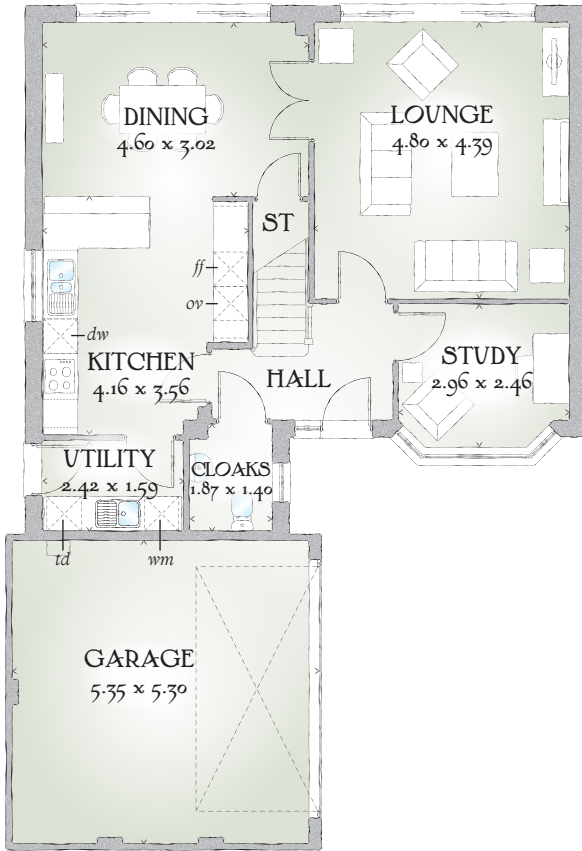 DINING
4.60 x 3.02
LOUNGE
4.80 x 4.39
ST
ff
ov
dw
KITCHEN
4.16 x 3.56
HALL
STUDY
2.96 x 2.46
UTILITY
2.42 x 1.59
CLOAKS
1.87 x 1.40
td
wm
GARAGE
5.35 x 5.30